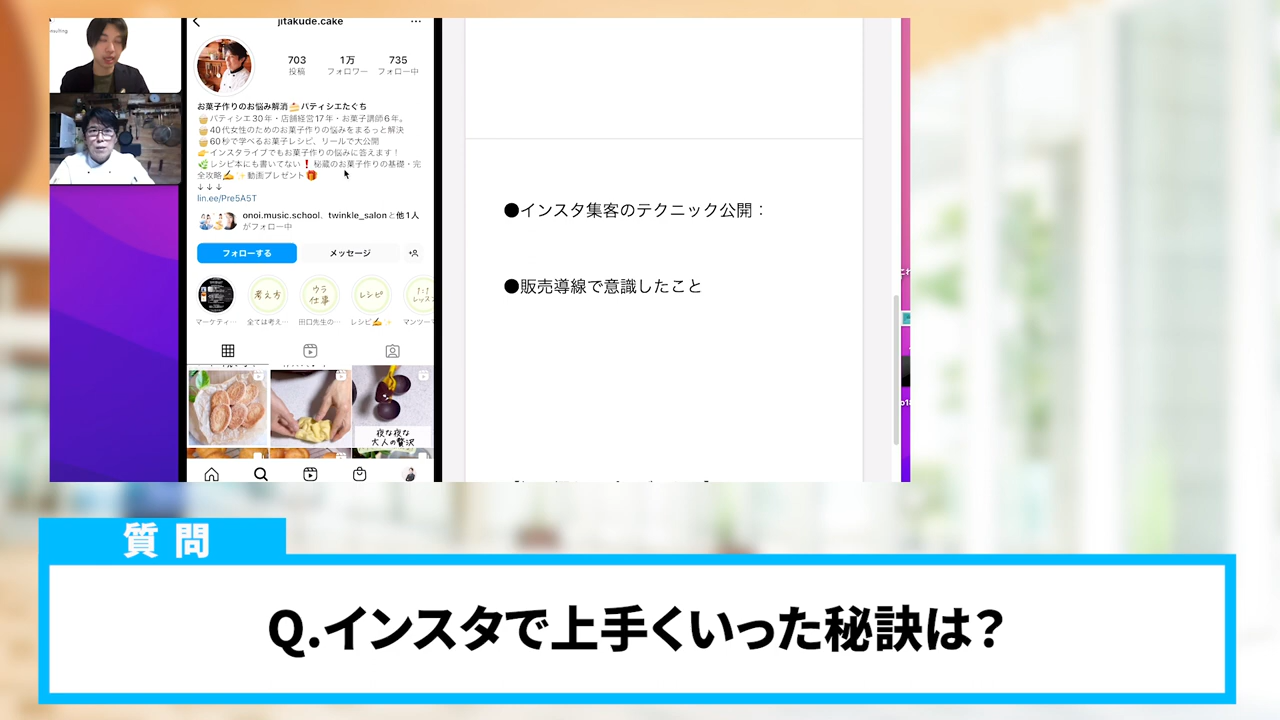 jitakude.cake
703
1万
735
投稿
フォロワー
フォロー中
お菓子作りのお悩み解消🍰パティシエたぐち
🧁パティシエ30年・店舗経営17年・お菓子講師6年。
🧁40代女性のためのお菓子作りの悩みをまるっと解決
🧁60秒で学べるお菓子レシピ、リールで大公開
👉インスタライブでもお菓子作りの悩みに答えます！
🌿レシピ本にも書いてない❗秘蔵のお菓子作りの基礎・完
全攻略✍️✨動画プレゼント🎁
↓↓↓
lin.ee/Pre5A5T
onoi.music.school、twinkle_salonと他1人
がフォロー中
フォローする
メッセージ
考え方
ウラ
仕事
レシピ
1:1
レッス
マーケティ…
全ては考え…
田口先生の…
レシピ✍️✨
マンツー
夜な夜な
大人の贅沢
●インスタ集客のテクニック公開：
●販売導線で意識したこと
質問
Q.インスタで上手くいった秘訣は？